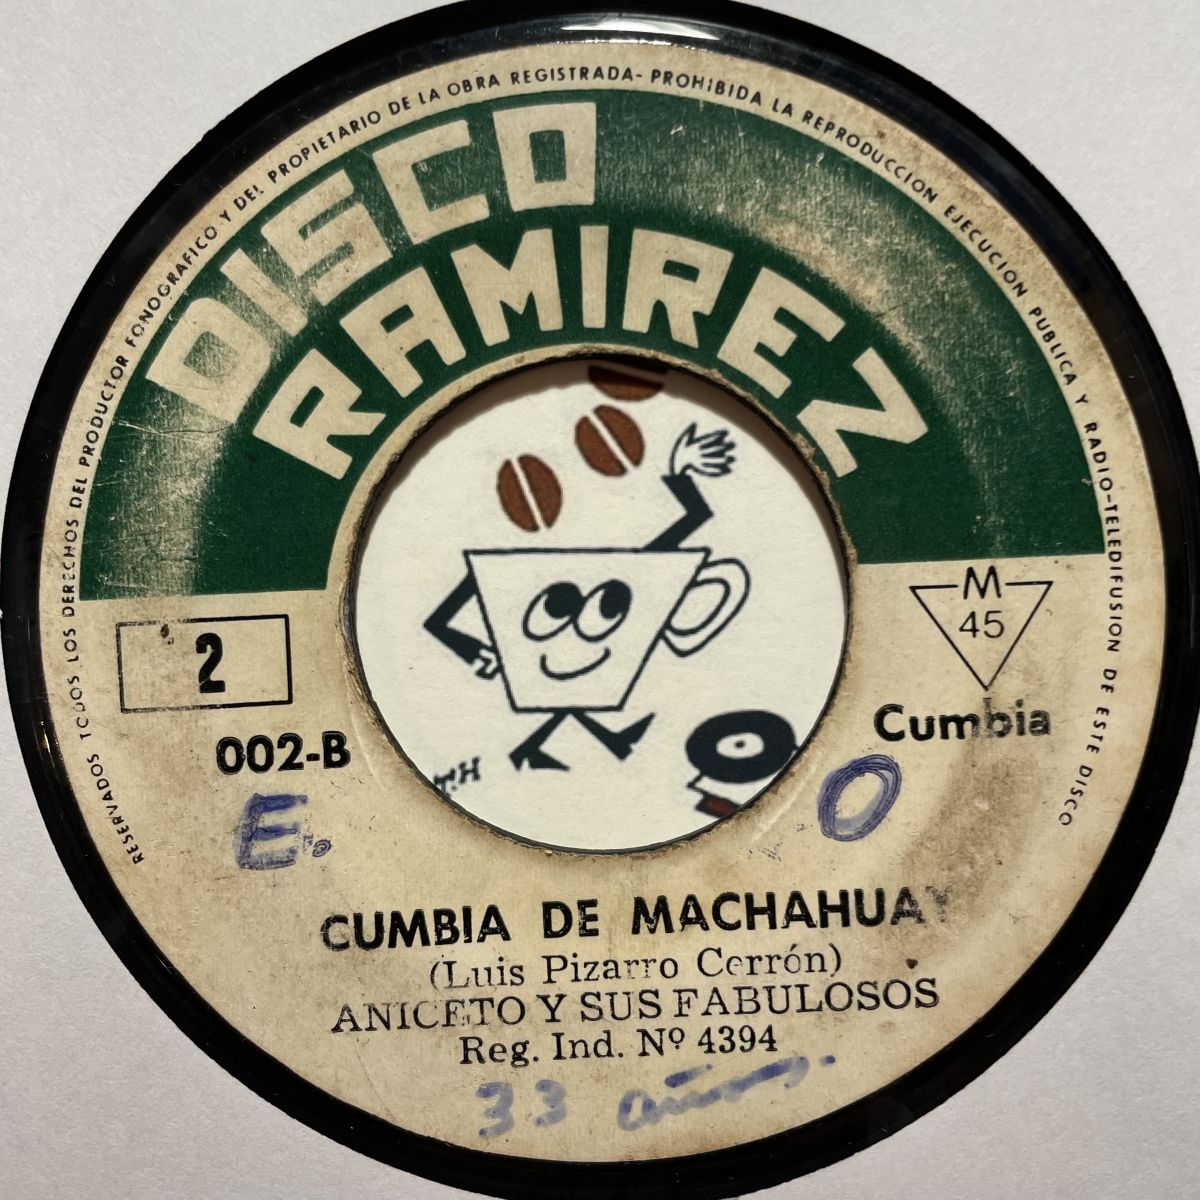 RESERVADOS TODOS LOS DERECHOS DEL PRODUCTOR FONOGRAFICO Y DEL PROPIETARIO DE LA OBRA REGISTRADA- PROHIBIDA LA REPRODUCCION EJECUCION PUBLICA Y RADIO-TELEDIFUSION DE ESTE DISCO
DISCO
RAMIREZ
M
45
2
002-B
Cumbia
E.
O
CUMBIA DE MACHAHUAY
(Luis Pizarro Cerrón)
ANICETO Y SUS FABULOSOS
Reg. Ind. Nº 4394
33 años.